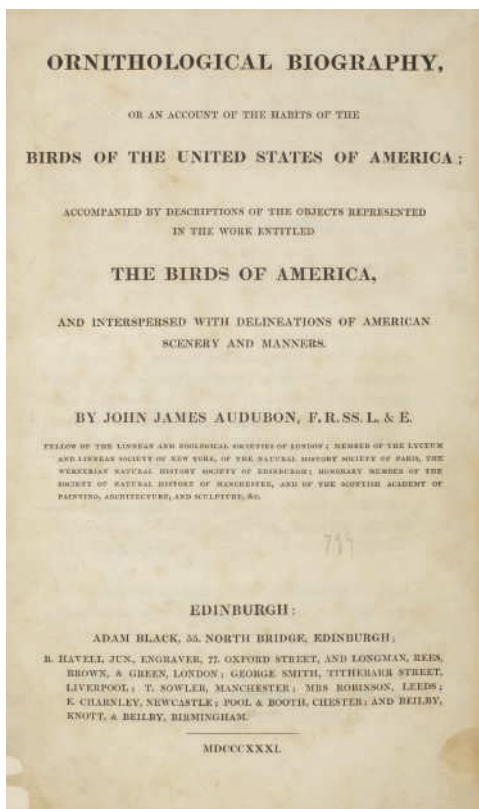 ORNITHOLOGICAL BIOGRAPHY,
OR AN ACCOUNT OF THE HABITS OF THE
BIRDS OF THE UNITED STATES OF AMERICA;
ACCOMPANIED BY DESCRIPTIONS OF THE OBJECTS REPRESENTED
IN THE WORK ENTITLED
THE BIRDS OF AMERICA,
AND INTERSPERSED WITH DELINEATIONS OF AMERICAN
SCENERY AND MANNERS.
BY JOHN JAMES AUDUBON, F. R. SS. L. & E.
FELLOW OF THE LINNEAN AND ZOOLOGICAL SOCIETIES OF LONDON; MEMBER OF THE LYCEUM
AND LINNEAN SOCIETY OF NEW YORK, OF THE NATURAL HISTORY SOCIETY OF PARIS, THE
WERNERIAN NATURAL HISTORY SOCIETY OF EDINBURGH; HONORARY MEMBER OF THE
SOCIETY OF NATURAL HISTORY OF MANCHESTER, AND OF THE SCOTTISH ACADEMY OF
PAINTING, ARCHITECTURE, AND SCULPTURE, &c.
EDINBURGH:
ADAM BLACK, 55. NORTH BRIDGE, EDINBURGH;
R. HAVELL JUN., ENGRAVER, 77. OXFORD STREET, AND LONGMAN, REES,
BROWN, & GREEN, LONDON; GEORGE SMITH, TITHEBARR STREET,
LIVERPOOL; T. SOWLER, MANCHESTER; MRS ROBINSON, LEEDS;
E. CHARNLEY, NEWCASTLE; POOL & BOOTH, CHESTER; AND BEILBY,
KNOTT, & BEILBY, BIRMINGHAM.
MDCCCXXXI.